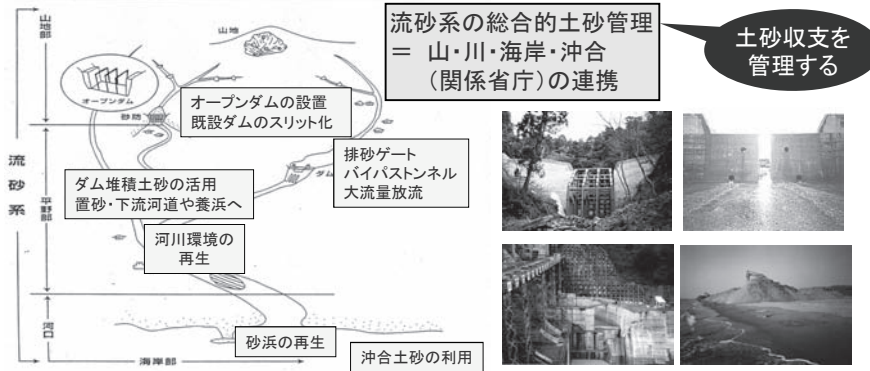 流砂系の総合的土砂管理
= 山・川・海岸・沖合
(関係省庁)の連携
土砂収支を
管理する
流砂系
山地部
平野部
河口
海岸部
山地
オープンダム
砂防
オープンダムの設置
既設ダムのスリット化
ダム
排砂ゲート
バイパストンネル
大流量放流
ダム堆積土砂の活用
置砂・下流河道や養浜へ
河川環境の
再生
砂浜の再生
沖合土砂の利用